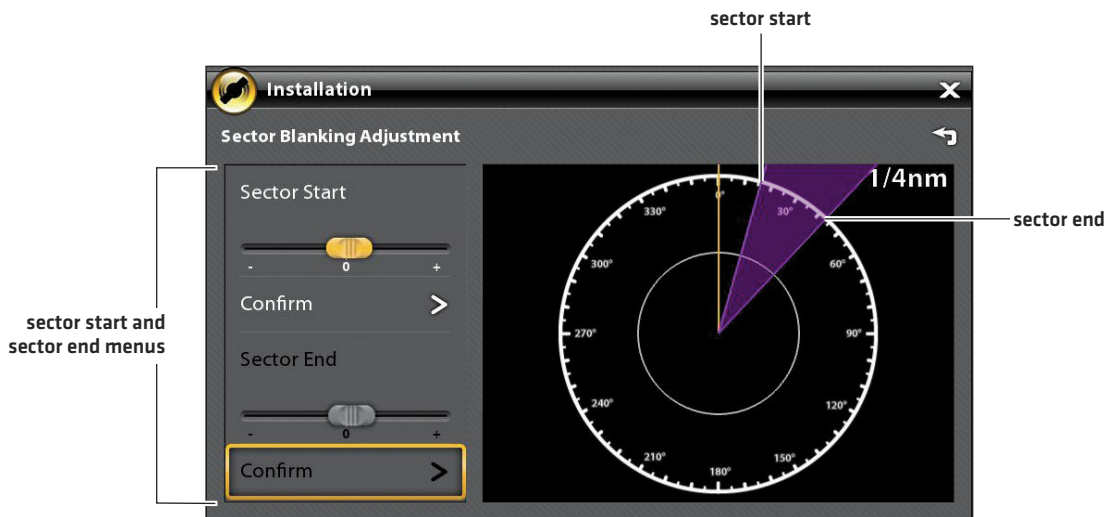 sector start
Installation
X
Sector Blanking Adjustment
Sector Start
- 0 +
Confirm >
Sector End
- 0 +
Confirm >
1/4nm
0°
30°
60°
90°
120°
150°
180°
210°
240°
270°
300°
330°
sector end
sector start and
sector end menus